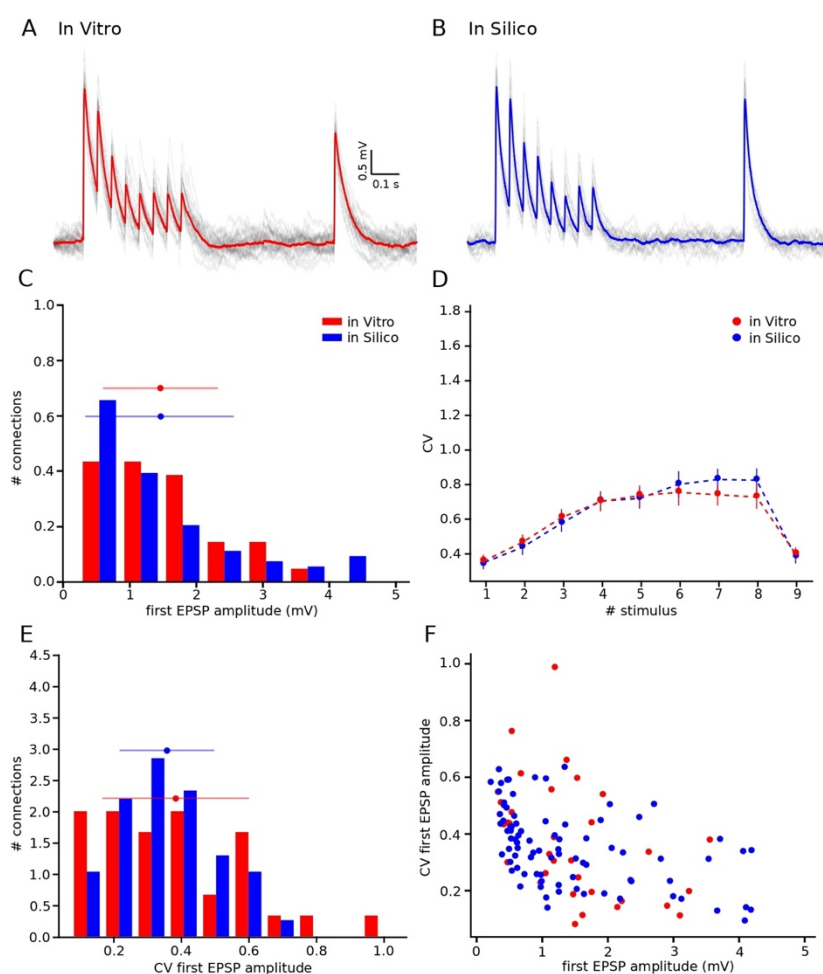 A In Vitro
B In Silico
0.5 mV
0.1 s
C
in Vitro
in Silico
1.0
0.8
0.6
0.4
0.2
0.0
# connections
0 1 2 3 4 5
first EPSP amplitude (mV)
D
in Vitro
in Silico
1.8
1.6
1.4
1.2
1.0
0.8
0.6
0.4
CV
1 2 3 4 5 6 7 8 9
# stimulus
E
4.5
4.0
3.5
3.0
2.5
2.0
1.5
1.0
0.5
0.0
# connections
0.2 0.4 0.6 0.8 1.0
CV first EPSP amplitude
F
1.0
0.8
0.6
0.4
0.2
CV first EPSP amplitude
0 1 2 3 4 5
first EPSP amplitude (mV)